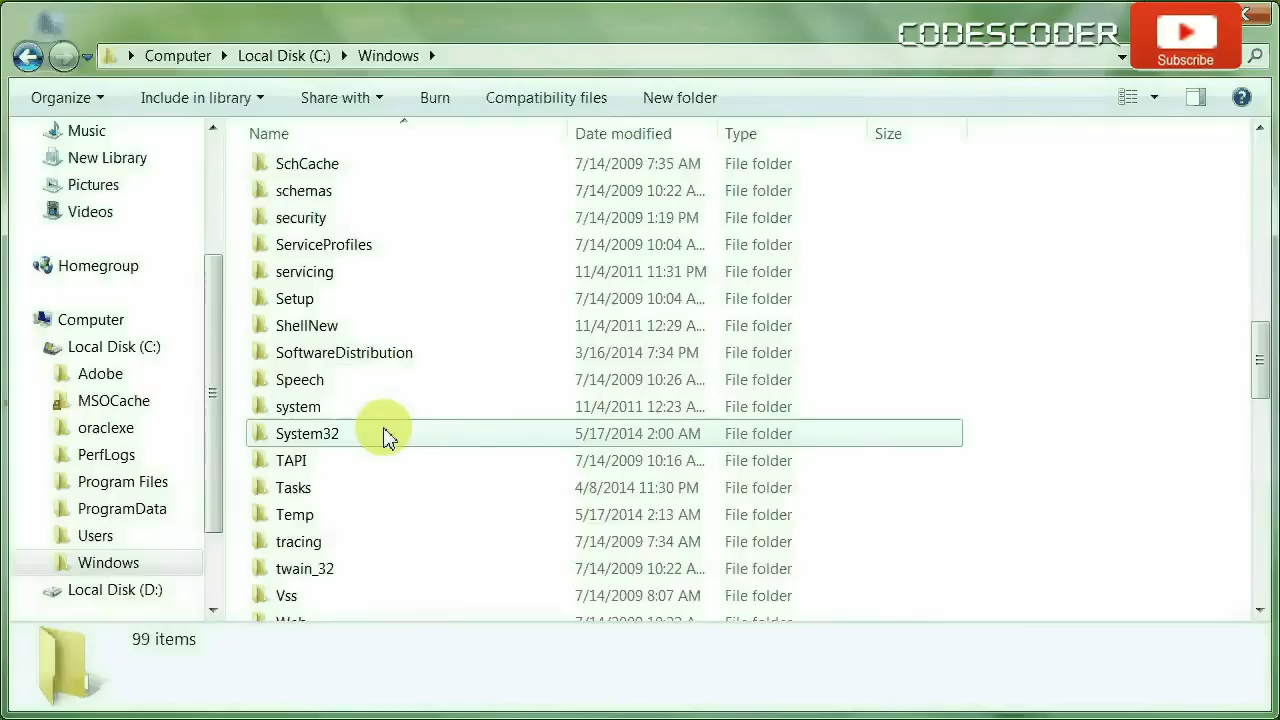 CODESCODER
Subscribe
Computer Local Disk (C:) Windows
Organize Include in library Share with Burn Compatibility files New folder
Music
New Library
Pictures
Videos
Homegroup
Computer
Local Disk (C:)
Adobe
MSOCache
oraclexe
PerfLogs
Program Files
ProgramData
Users
Windows
Local Disk (D:)
Name Date modified Type Size
SchCache 7/14/2009 7:35 AM File folder
schemas 7/14/2009 10:22 A... File folder
security 7/14/2009 1:19 PM File folder
ServiceProfiles 7/14/2009 10:04 A... File folder
servicing 11/4/2011 11:31 PM File folder
Setup 7/14/2009 10:04 A... File folder
ShellNew 11/4/2011 12:29 A... File folder
SoftwareDistribution 3/16/2014 7:34 PM File folder
Speech 7/14/2009 10:26 A... File folder
system 11/4/2011 12:23 A... File folder
System32 5/17/2014 2:00 AM File folder
TAPI 7/14/2009 10:16 A... File folder
Tasks 4/8/2014 11:30 PM File folder
Temp 5/17/2014 2:13 AM File folder
tracing 7/14/2009 7:34 AM File folder
twain_32 7/14/2009 10:22 A... File folder
Vss 7/14/2009 8:07 AM File folder
99 items